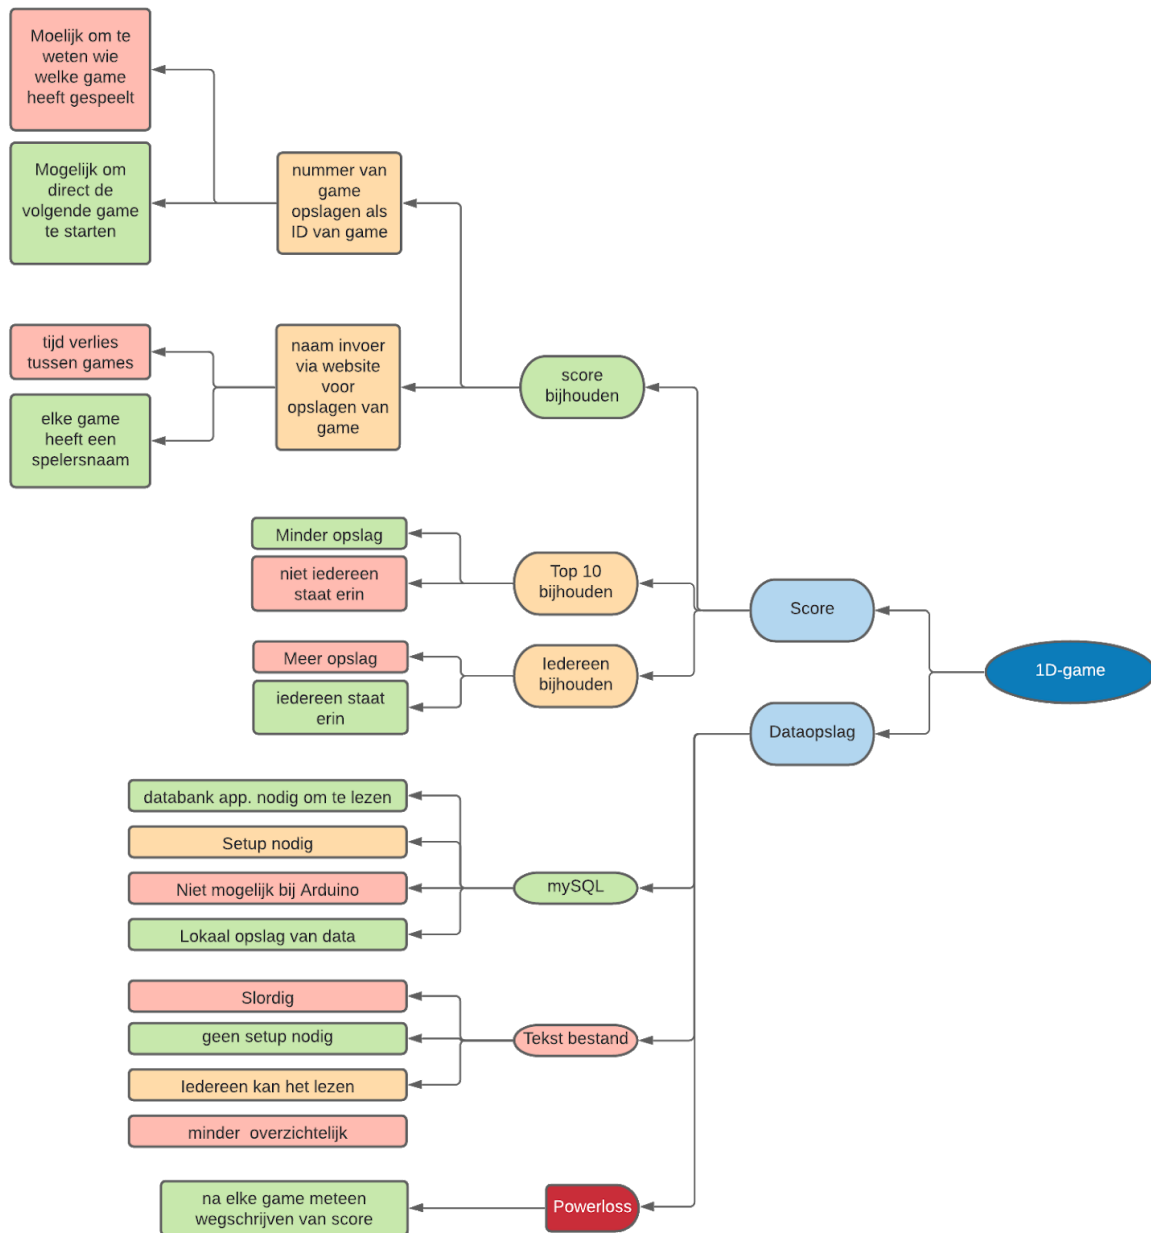 Moelijk om te
weten wie
welke game
heeft gespeelt
Mogelijk om
direct de
volgende game
te starten
nummer van
game
opslagen als
ID van game
tijd verlies
tussen games
elke game
heeft een
spelersnaam
naam invoer
via website
voor
opslagen van
game
score
bijhouden
Minder opslag
niet iedereen
staat erin
Top 10
bijhouden
Meer opslag
iedereen staat
erin
Iedereen
bijhouden
Score
1D-game
Dataopslag
databank app. nodig om te lezen
Setup nodig
Niet mogelijk bij Arduino
Lokaal opslag van data
mySQL
Slordig
geen setup nodig
Iedereen kan het lezen
minder overzichtelijk
Tekst bestand
na elke game meteen
wegschrijven van score
Powerloss